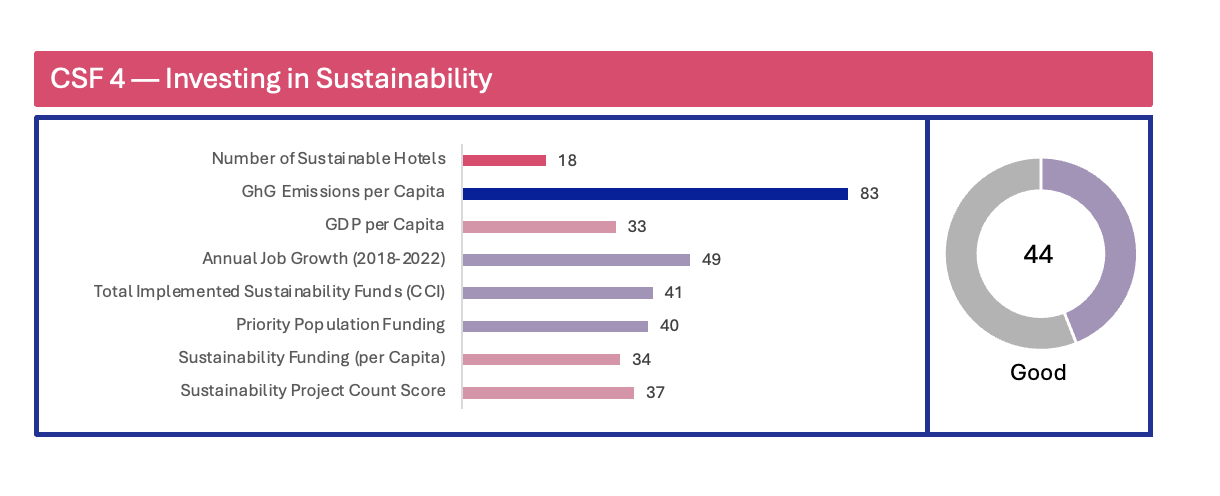 CSF 4 — Investing in Sustainability
Number of Sustainable Hotels 18
GhG Emissions per Capita 83
GDP per Capita 33
Annual Job Growth (2018-2022) 49
Total Implemented Sustainability Funds (CCI) 41
Priority Population Funding 40
Sustainability Funding (per Capita) 34
Sustainability Project Count Score 37
44
Good